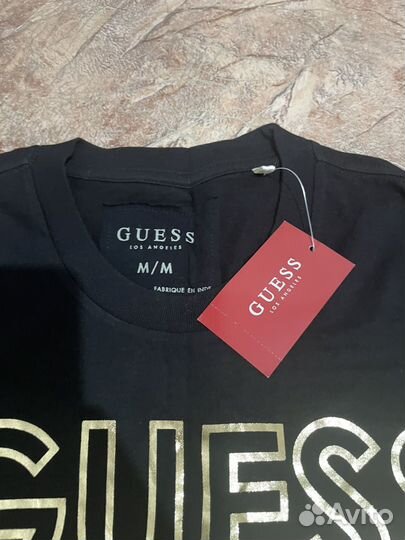 GUESS
LOS ANGELES
M/M
FABRIQUE EN INDE
GUESS
LOS ANGELES
GUESS
Avito